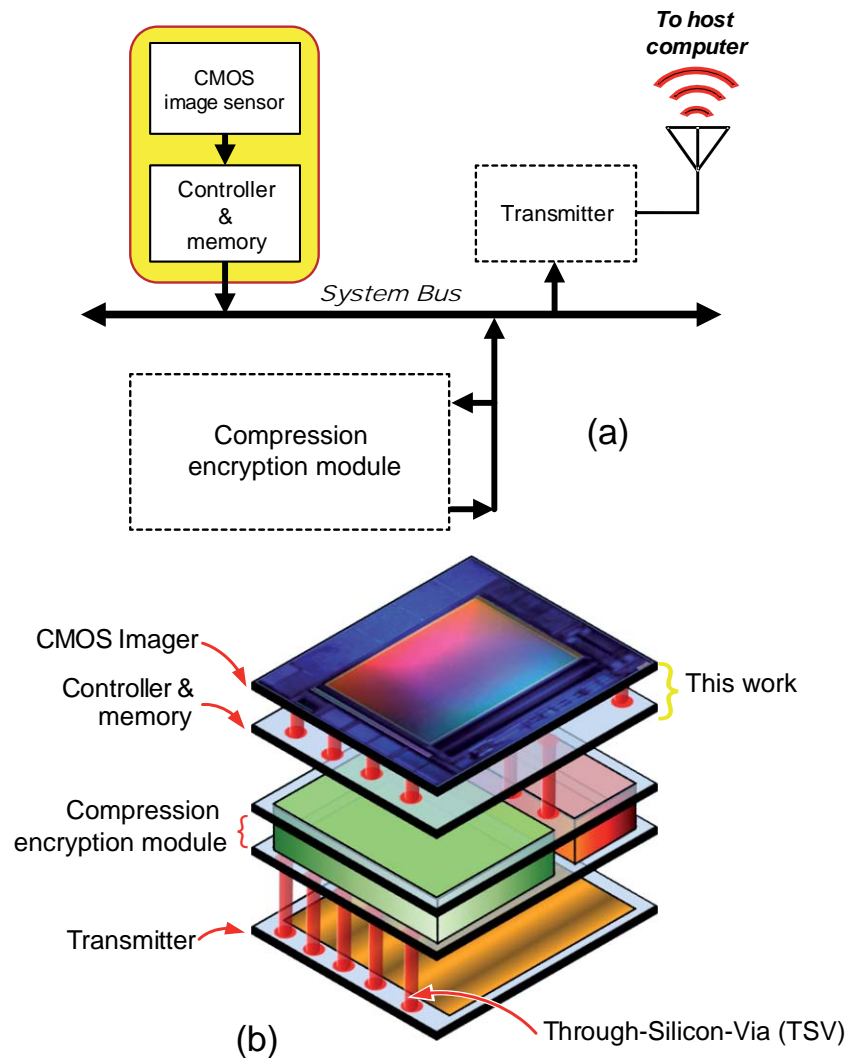 To host
computer
CMOS
image sensor
Controller
&
memory
Transmitter
System Bus
Compression
encryption module
(a)
CMOS Imager
Controller &
memory
This work
Compression
encryption module
Transmitter
Through-Silicon-Via (TSV)
(b)